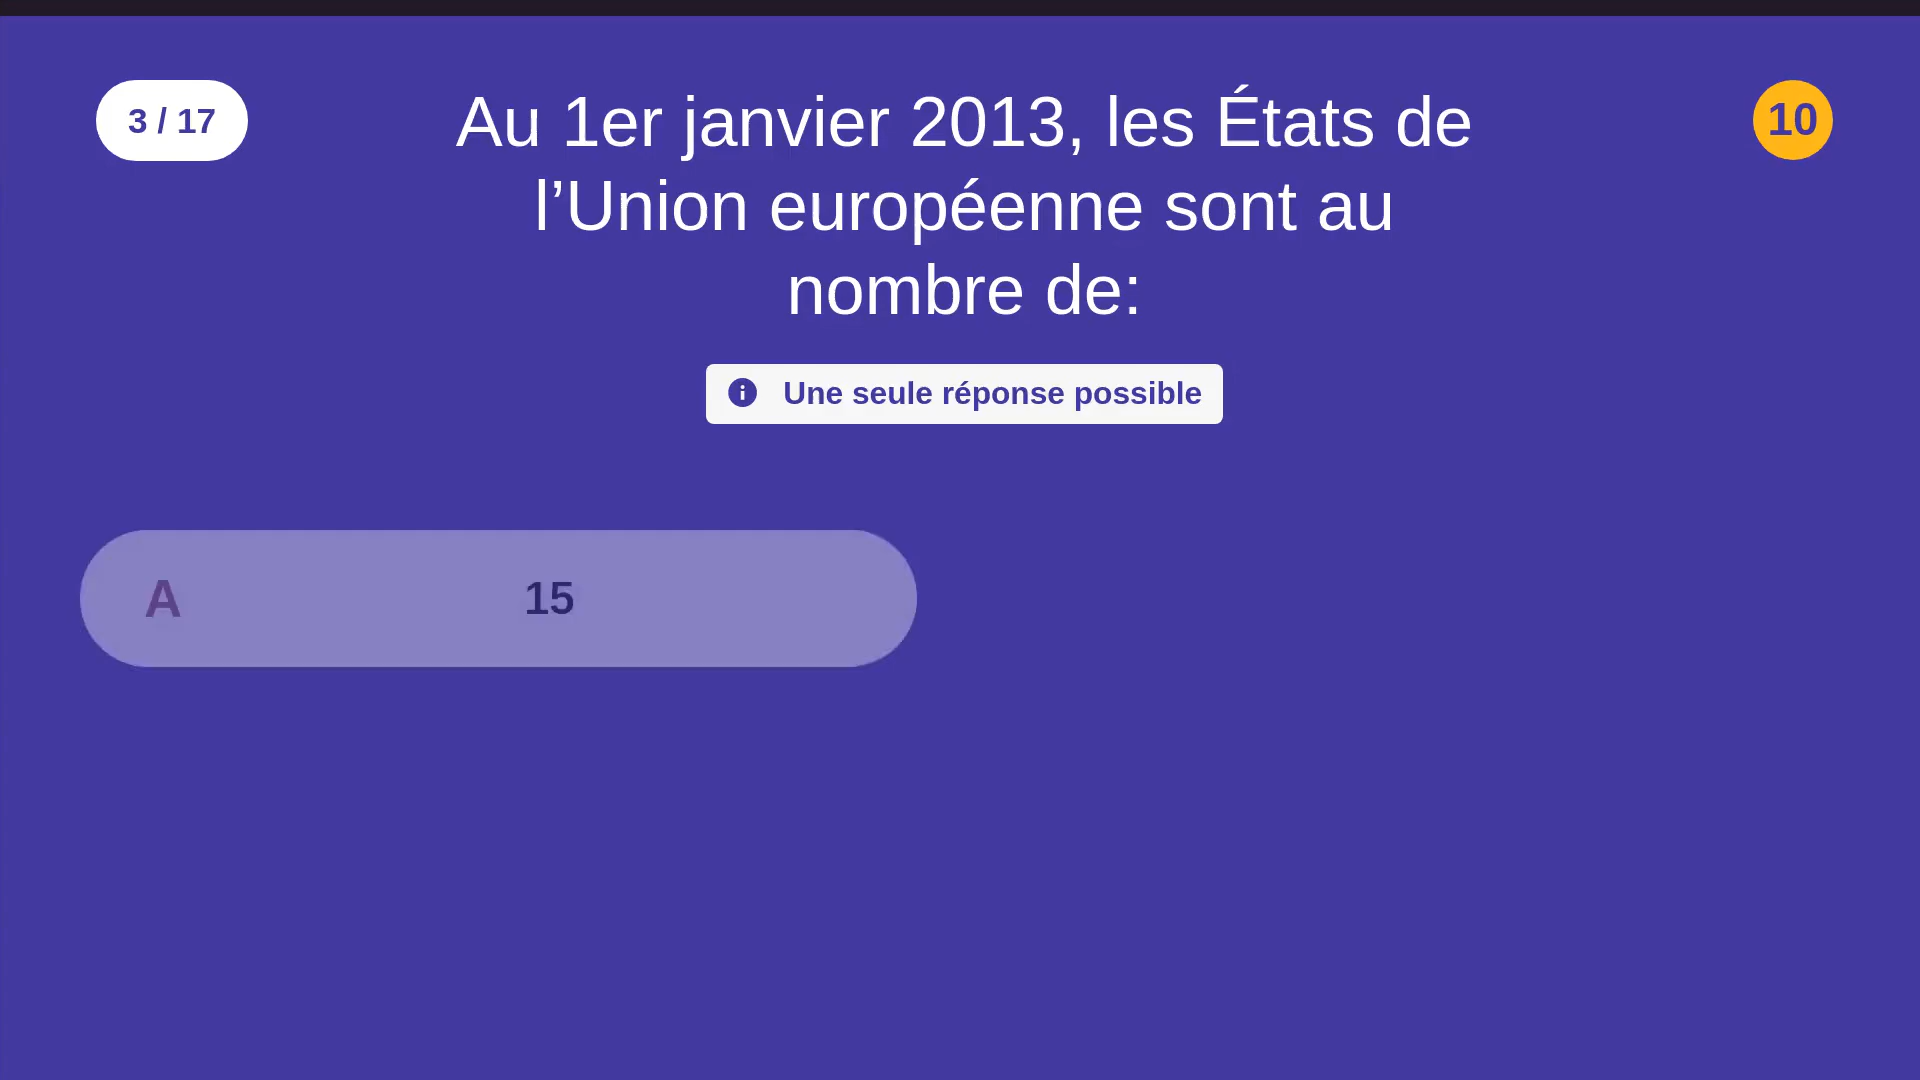 3 / 17
Au 1er janvier 2013, les États de
l’Union européenne sont au
nombre de:
10
Une seule réponse possible
A
15